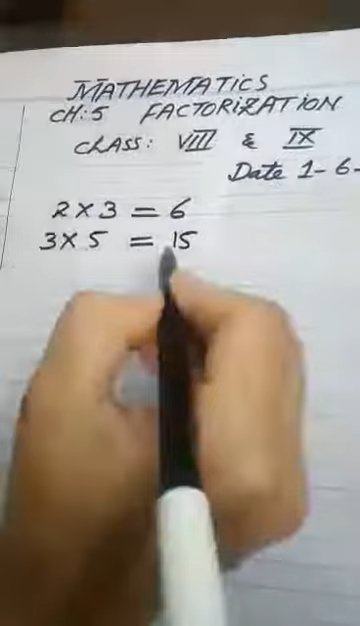 MATHEMATICS
CH:5 FACTORIZATION
CLASS: VIII & IX
Date 1-6-
2×3 = 6
3×5 = 15